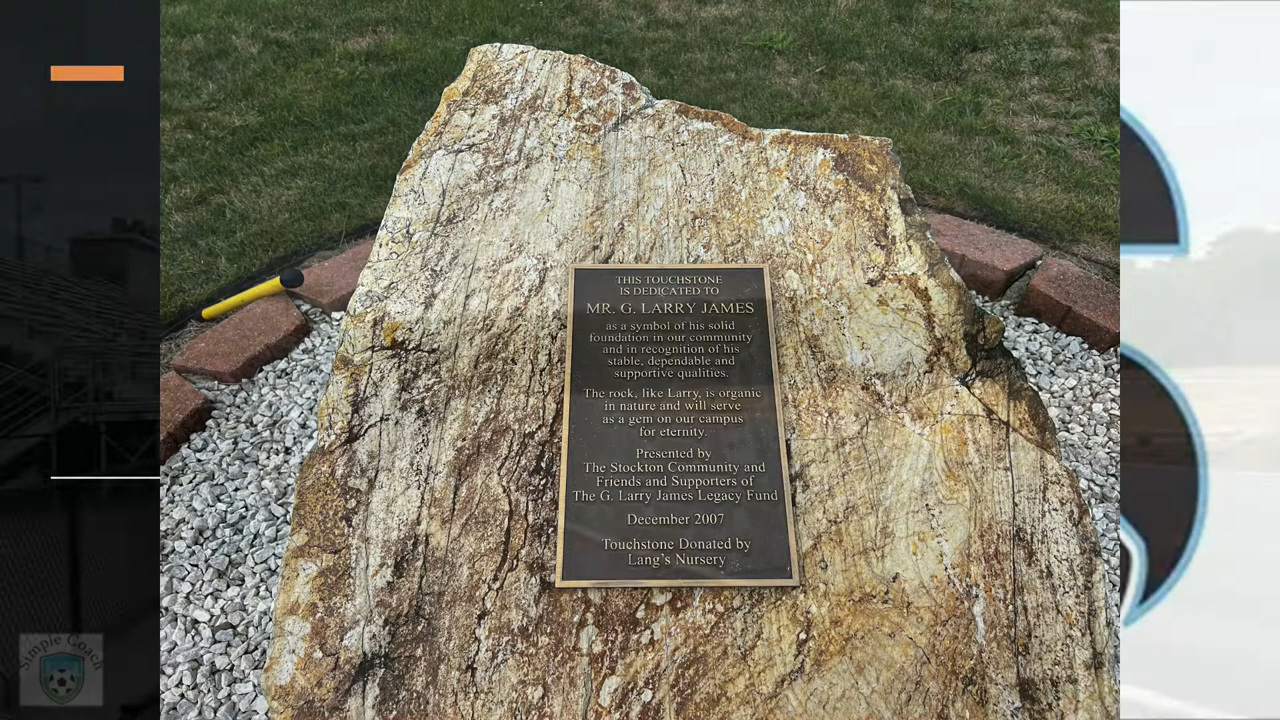 THIS TOUCHSTONE
IS DEDICATED TO
MR. G. LARRY JAMES
as a symbol of his solid
foundation in our community
and in recognition of his
stable, dependable and
supportive qualities.
The rock, like Larry, is organic
in nature and will serve
as a gem on our campus
for eternity.
Presented by
The Stockton Community and
Friends and Supporters of
The G. Larry James Legacy Fund
December 2007
Touchstone Donated by
Lang's Nursery
Simple Coach